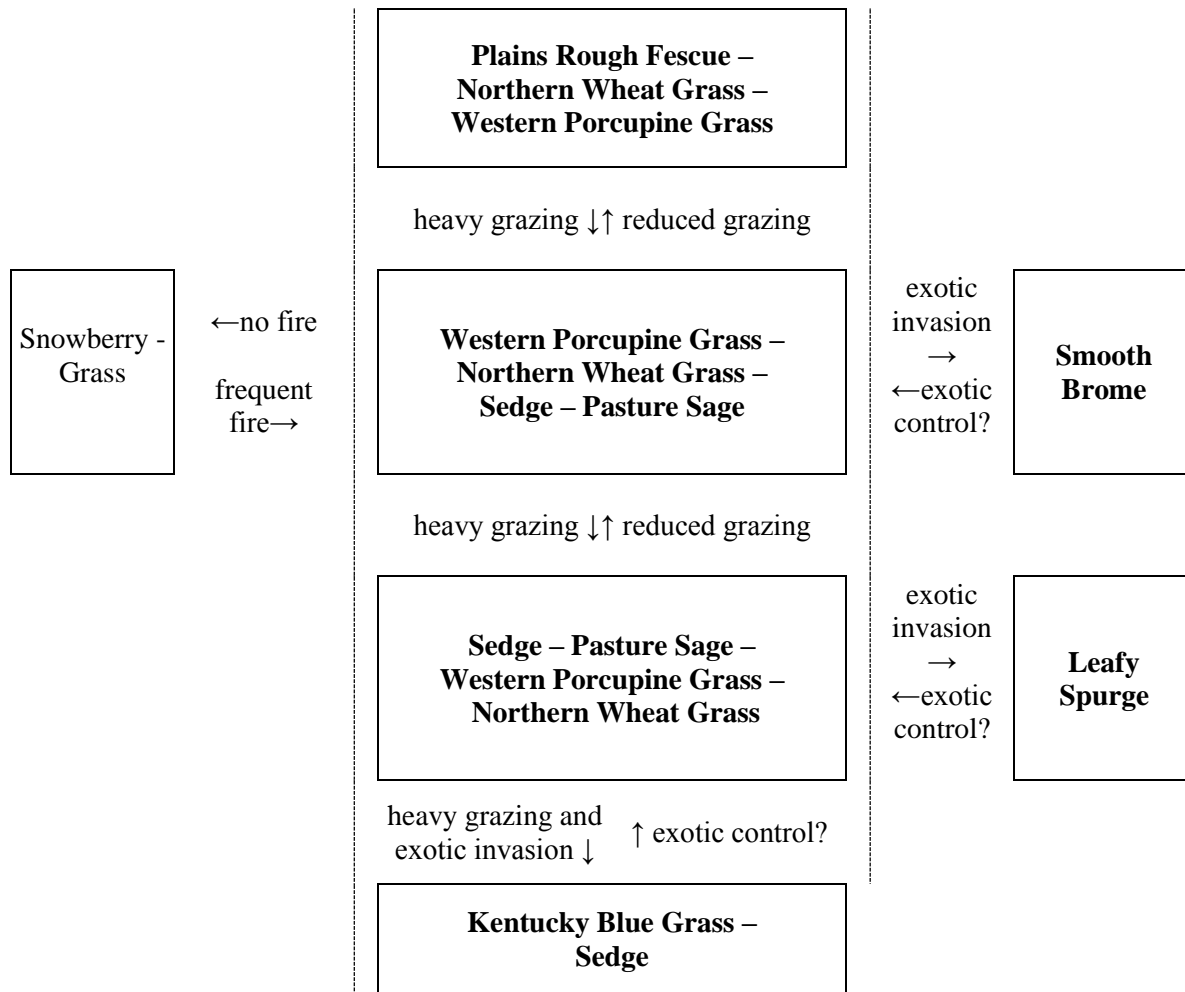 Plains Rough Fescue –
Northern Wheat Grass –
Western Porcupine Grass
heavy grazing ↓↑ reduced grazing
Snowberry -
Grass
←no fire
frequent
fire→
Western Porcupine Grass –
Northern Wheat Grass –
Sedge – Pasture Sage
exotic
invasion
→
←exotic
control?
Smooth
Brome
heavy grazing ↓↑ reduced grazing
Sedge – Pasture Sage –
Western Porcupine Grass –
Northern Wheat Grass
exotic
invasion
→
←exotic
control?
Leafy
Spurge
heavy grazing and
exotic invasion ↓
↑ exotic control?
Kentucky Blue Grass –
Sedge